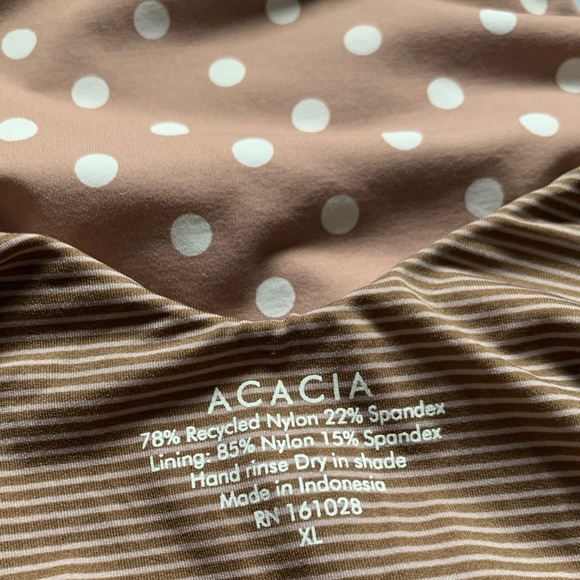 ACACIA
78% Recycled Nylon 22% Spandex
Lining: 85% Nylon 15% Spandex
Hand rinse Dry in shade
Made in Indonesia
RN 161028
XL